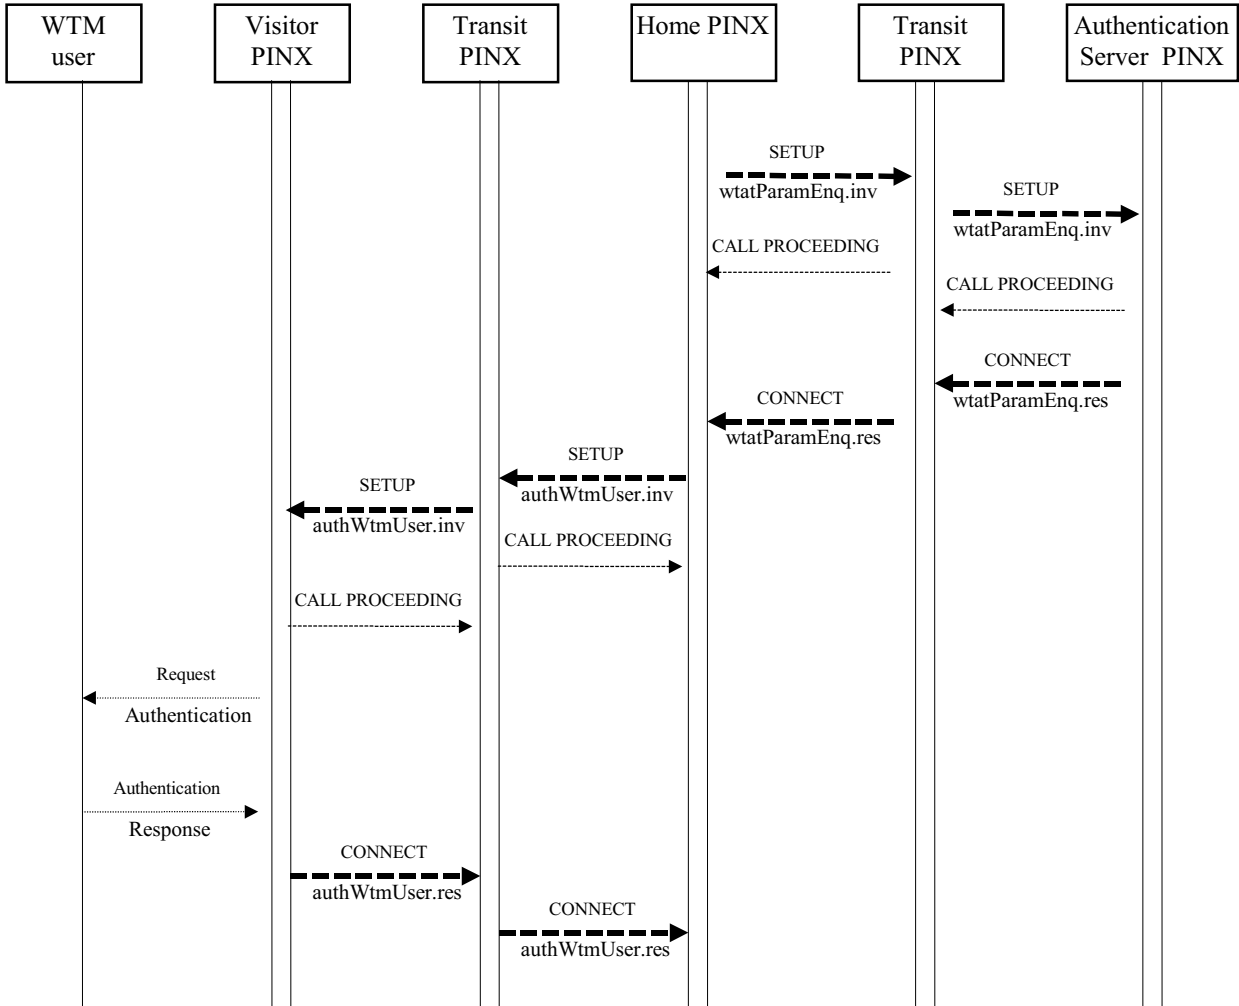 WTM
user
Visitor
PINX
Transit
PINX
Home PINX
Transit
PINX
Authentication
Server PINX
SETUP
wtatParamEnq.inv
SETUP
wtatParamEnq.inv
CALL PROCEEDING
CALL PROCEEDING
CONNECT
wtatParamEnq.res
CONNECT
wtatParamEnq.res
SETUP
authWtmUser.inv
SETUP
authWtmUser.inv
CALL PROCEEDING
CALL PROCEEDING
Request
Authentication
Authentication
Response
CONNECT
authWtmUser.res
CONNECT
authWtmUser.res